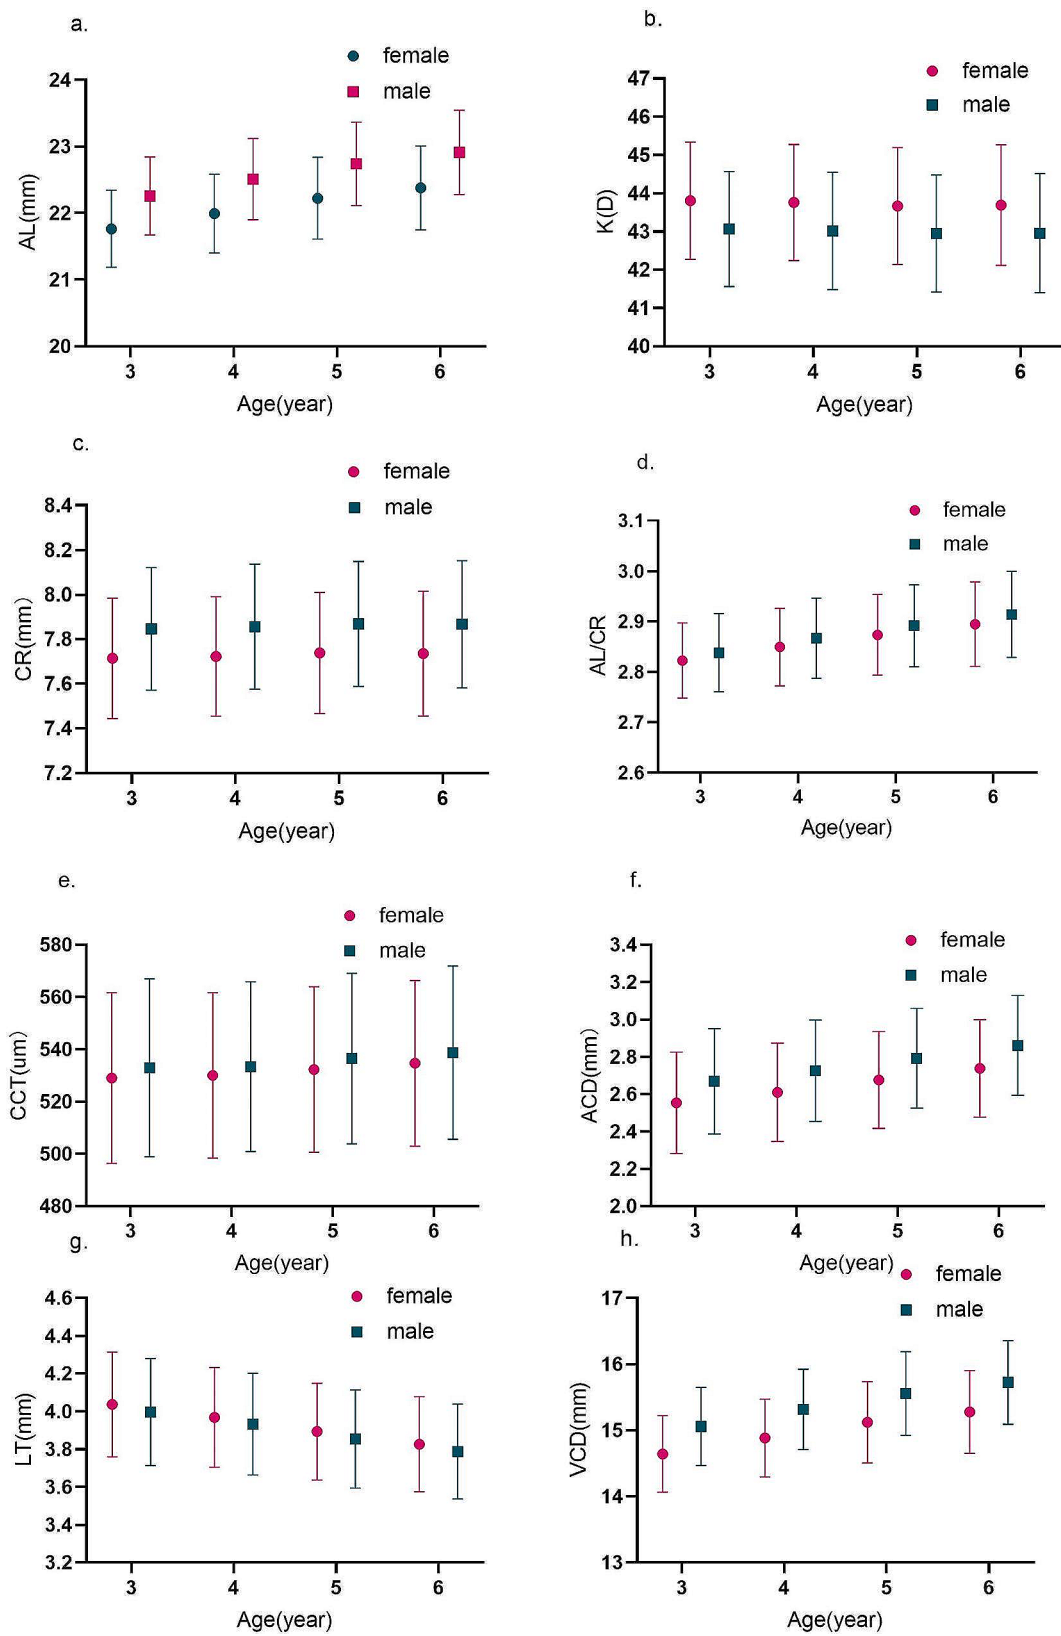 a.
female
male
24
23
22
21
20
AL(mm)
3 4 5 6
Age(year)
b.
female
male
47
46
45
44
43
42
41
40
K(D)
3 4 5 6
Age(year)
c.
female
male
8.4
8.2
8.0
7.8
7.6
7.4
7.2
CR(mm)
3 4 5 6
Age(year)
d.
female
male
3.1
3.0
2.9
2.8
2.7
2.6
AL/CR
3 4 5 6
Age(year)
e.
female
male
580
560
540
520
500
480
CCT(um)
3 4 5 6
Age(year)
f.
female
male
3.4
3.2
3.0
2.8
2.6
2.4
2.2
2.0
ACD(mm)
3 4 5 6
Age(year)
g.
female
male
4.6
4.4
4.2
4.0
3.8
3.6
3.4
3.2
LT(mm)
3 4 5 6
Age(year)
h.
female
male
17
16
15
14
13
VCD(mm)
3 4 5 6
Age(year)